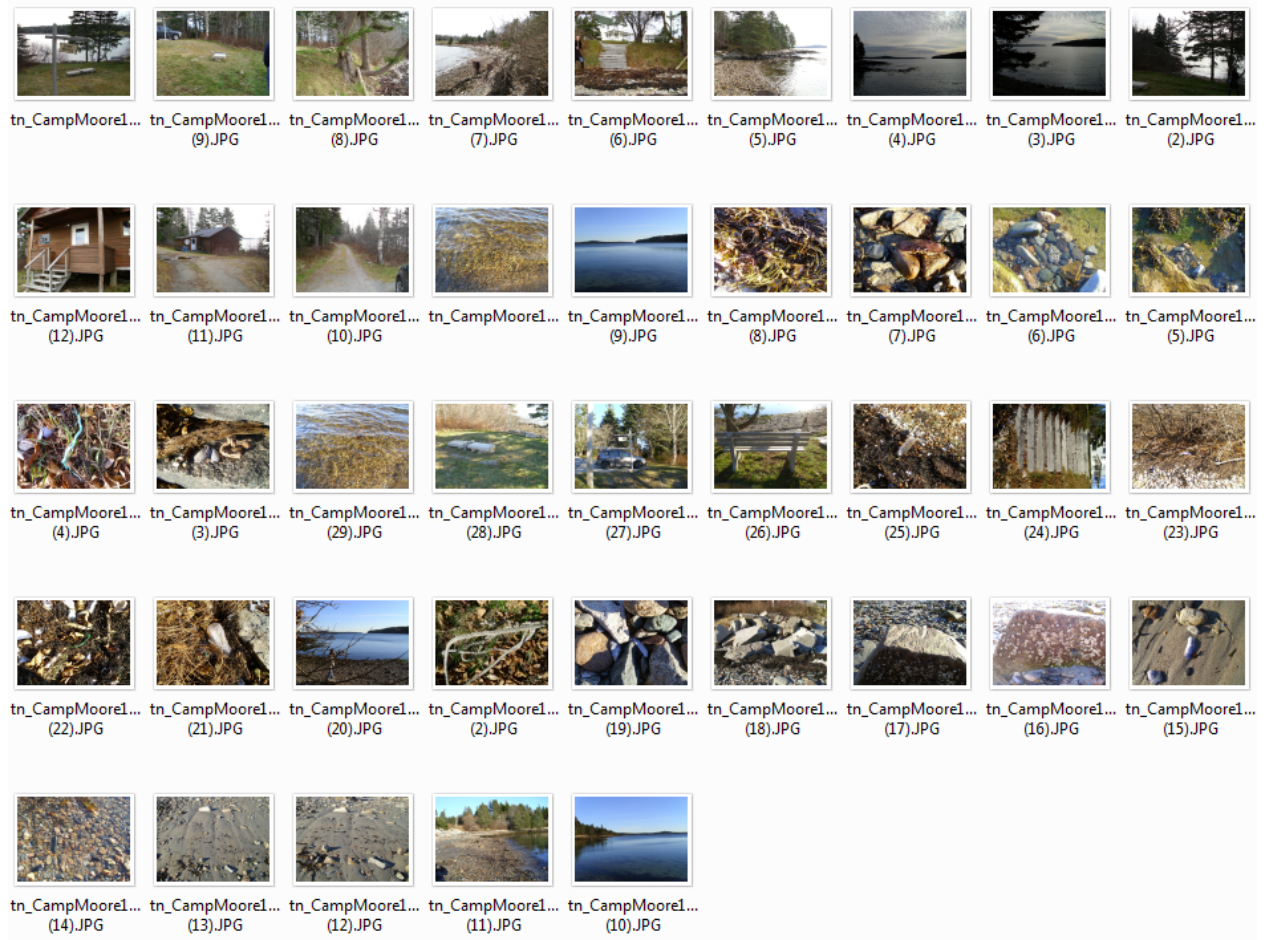 tn_CampMoore1... tn_CampMoore1... tn_CampMoore1... tn_CampMoore1... tn_CampMoore1... tn_CampMoore1... tn_CampMoore1... tn_CampMoore1... tn_CampMoore1...
(9).JPG (8).JPG (7).JPG (6).JPG (5).JPG (4).JPG (3).JPG (2).JPG
tn_CampMoore1... tn_CampMoore1... tn_CampMoore1... tn_CampMoore1... tn_CampMoore1... tn_CampMoore1... tn_CampMoore1... tn_CampMoore1... tn_CampMoore1...
(12).JPG (11).JPG (10).JPG (9).JPG (8).JPG (7).JPG (6).JPG (5).JPG
tn_CampMoore1... tn_CampMoore1... tn_CampMoore1... tn_CampMoore1... tn_CampMoore1... tn_CampMoore1... tn_CampMoore1... tn_CampMoore1... tn_CampMoore1...
(4).JPG (3).JPG (29).JPG (28).JPG (27).JPG (26).JPG (25).JPG (24).JPG (23).JPG
tn_CampMoore1... tn_CampMoore1... tn_CampMoore1... tn_CampMoore1... tn_CampMoore1... tn_CampMoore1... tn_CampMoore1... tn_CampMoore1... tn_CampMoore1...
(22).JPG (21).JPG (20).JPG (2).JPG (19).JPG (18).JPG (17).JPG (16).JPG (15).JPG
tn_CampMoore1... tn_CampMoore1... tn_CampMoore1... tn_CampMoore1... tn_CampMoore1...
(14).JPG (13).JPG (12).JPG (11).JPG (10).JPG